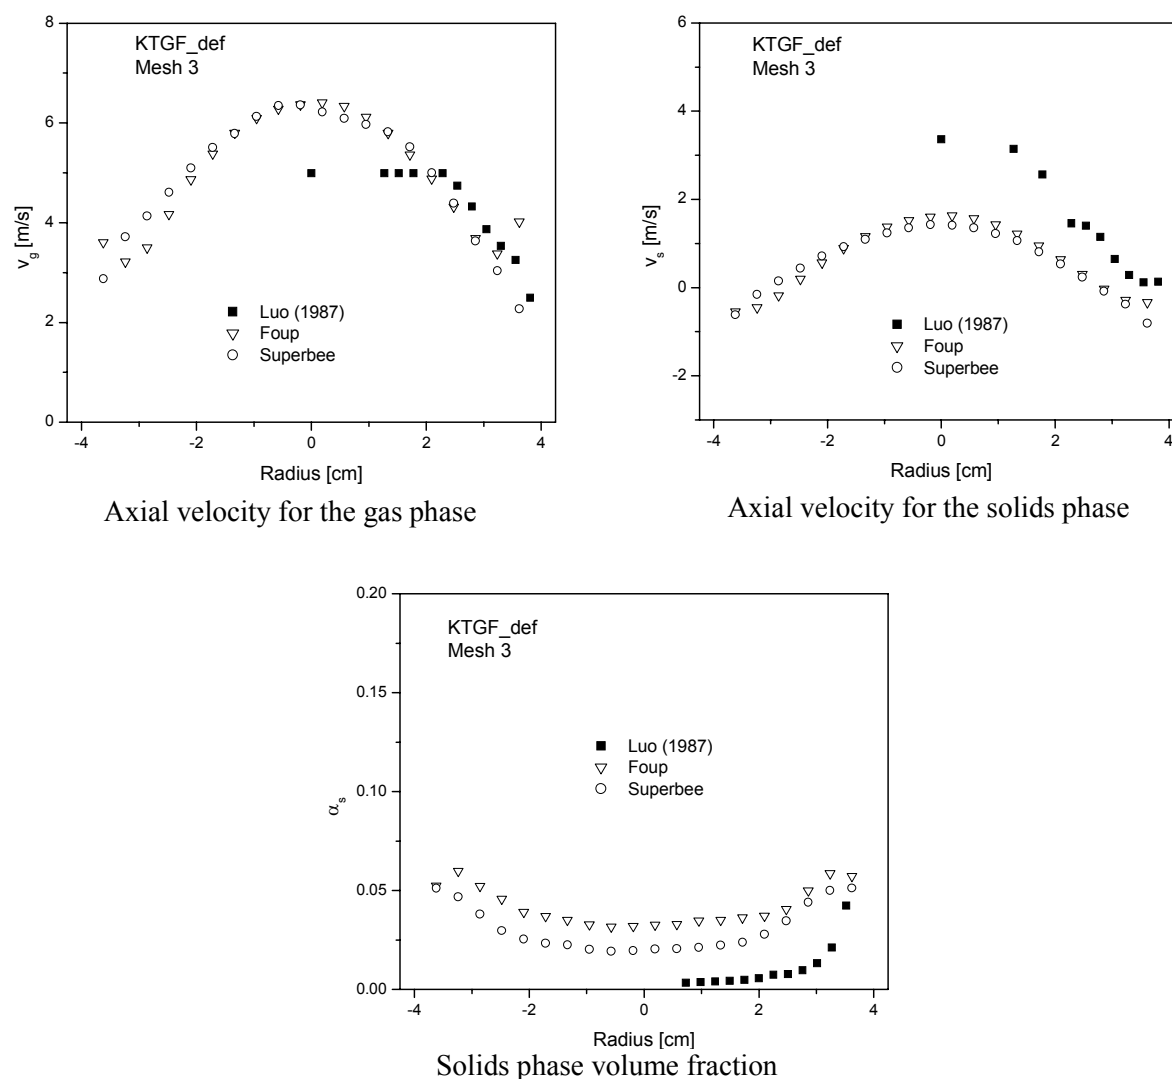 KTGF_def
Mesh 3
8
6
4
2
0
v_g [m/s]
Luo (1987)
Foup
Superbee
-4 -2 0 2 4
Radius [cm]
Axial velocity for the gas phase
KTGF_def
Mesh 3
6
4
2
0
-2
v_s [m/s]
Luo (1987)
Foup
Superbee
-4 -2 0 2 4
Radius [cm]
Axial velocity for the solids phase
KTGF_def
Mesh 3
0.20
0.15
0.10
0.05
0.00
α_s
Luo (1987)
Foup
Superbee
-4 -2 0 2 4
Radius [cm]
Solids phase volume fraction